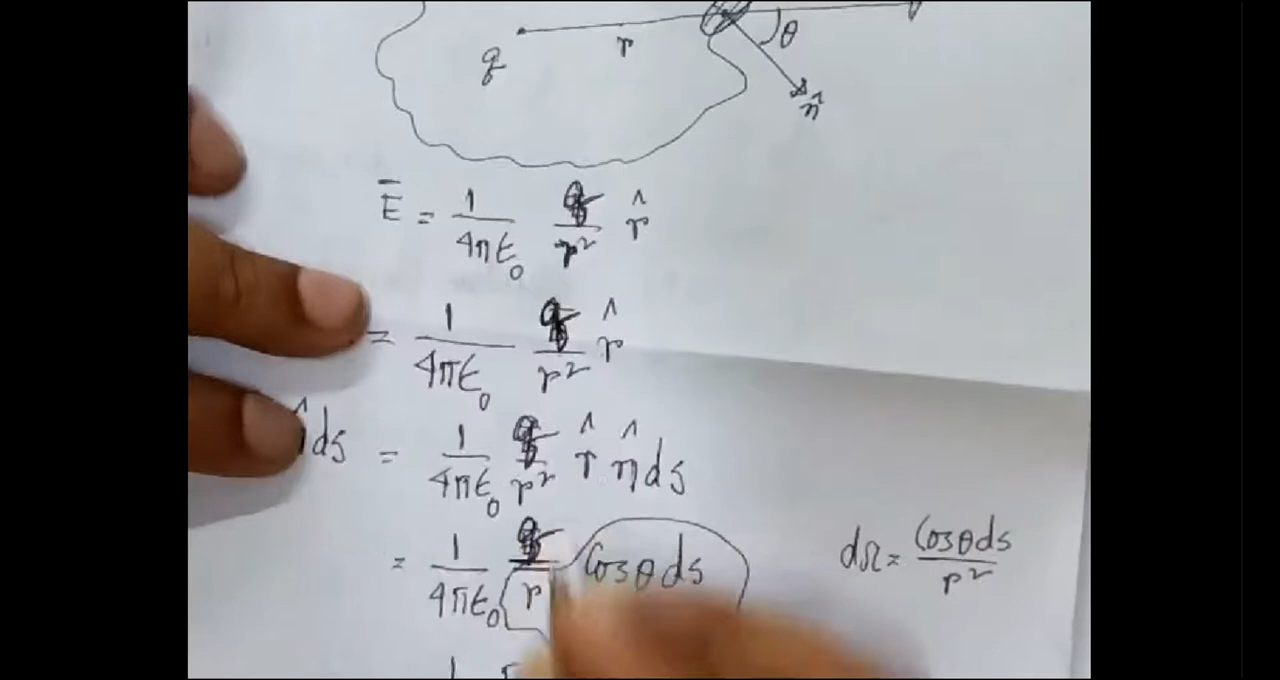 q r θ n̂
E̅ = 1/4πϵ₀ q/r² r̂
= 1/4πϵ₀ q/r² r̂
ds = 1/4πϵ₀ q/r² r̂ n̂ ds
= 1/4πϵ₀ q/r Cosθ ds
dΩ = Cosθ ds/r²
1